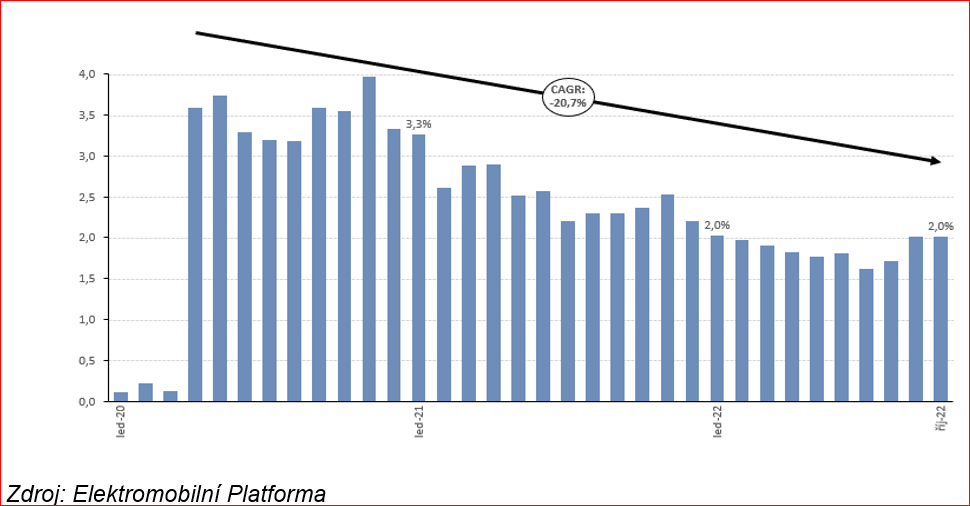 CAGR:
-20,7%
4,0
3,5
3,0
2,5
2,0
1,5
1,0
0,5
0,0
3,3%
2,0%
2,0%
led-20
led-21
led-22
říj-22
Zdroj: Elektromobilní Platforma